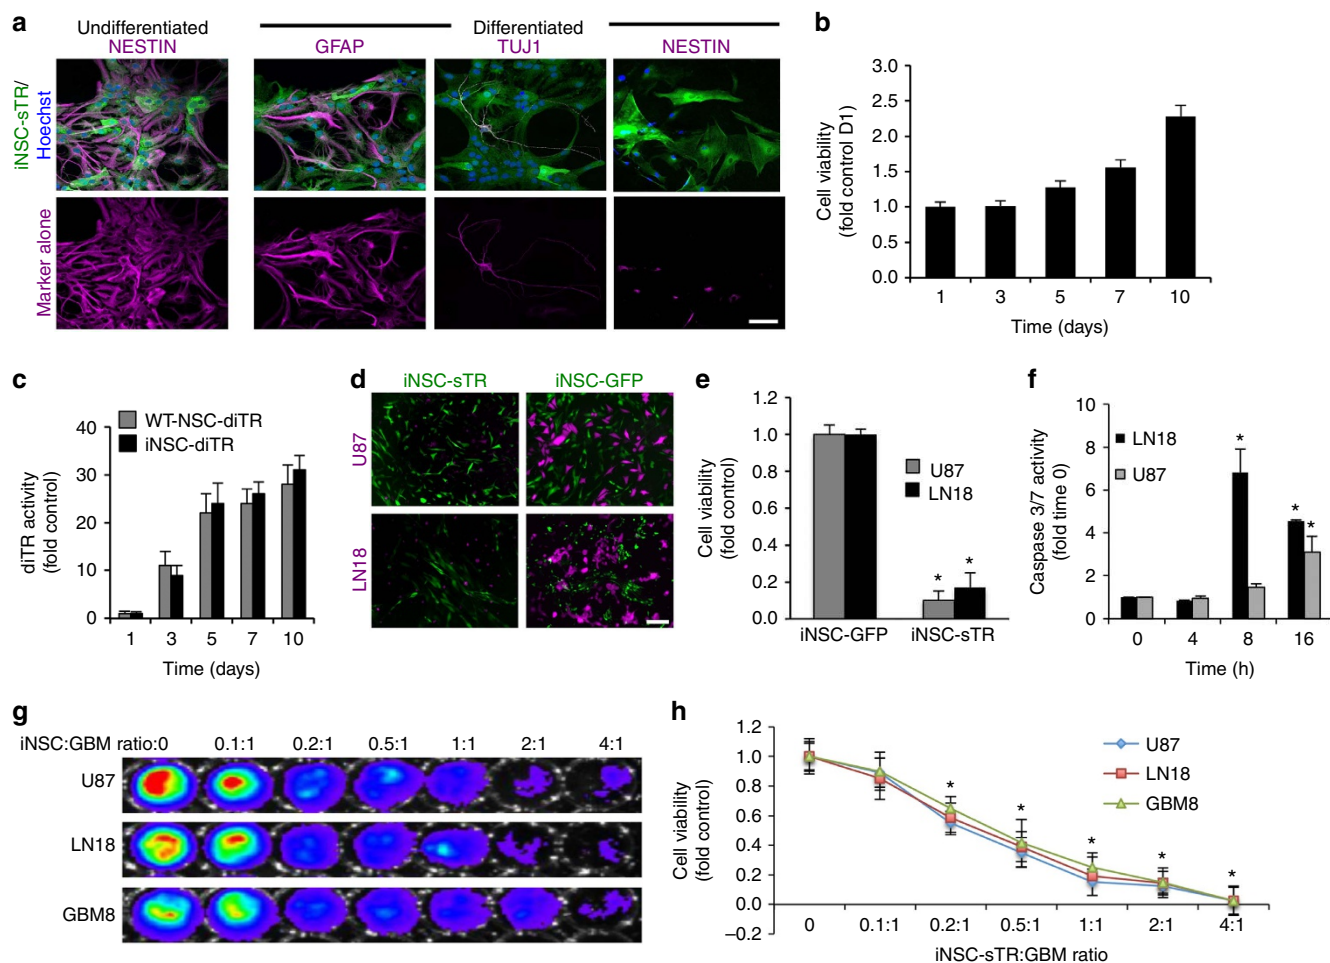 a
Undifferentiated
Differentiated
NESTIN
GFAP
TUJ1
NESTIN
iNSC-sTR/
Hoechst
Marker alone
b
3.0
2.5
2.0
1.5
1.0
0.5
0.0
Cell viability
(fold control D1)
1 3 5 7 10
Time (days)
c
WT-NSC-diTR
iNSC-diTR
40
30
20
10
0
diTR activity
(fold control)
1 3 5 7 10
Time (days)
d
iNSC-sTR iNSC-GFP
U87
LN18
e
1.2
1.0
0.8
0.6
0.4
0.2
0.0
Cell viability
(fold control)
U87
LN18
* *
iNSC-GFP iNSC-sTR
f
10
8
6
4
2
0
Caspase 3/7 activity
(fold time 0)
LN18
U87
* * *
0 4 8 16
Time (h)
g
iNSC:GBM ratio:0 0.1:1 0.2:1 0.5:1 1:1 2:1 4:1
U87
LN18
GBM8
h
1.2
1.0
0.8
0.6
0.4
0.2
0.0
–0.2
Cell viability
(fold control)
U87
LN18
GBM8
* * * * *
0 0.1:1 0.2:1 0.5:1 1:1 2:1 4:1
iNSC-sTR:GBM ratio